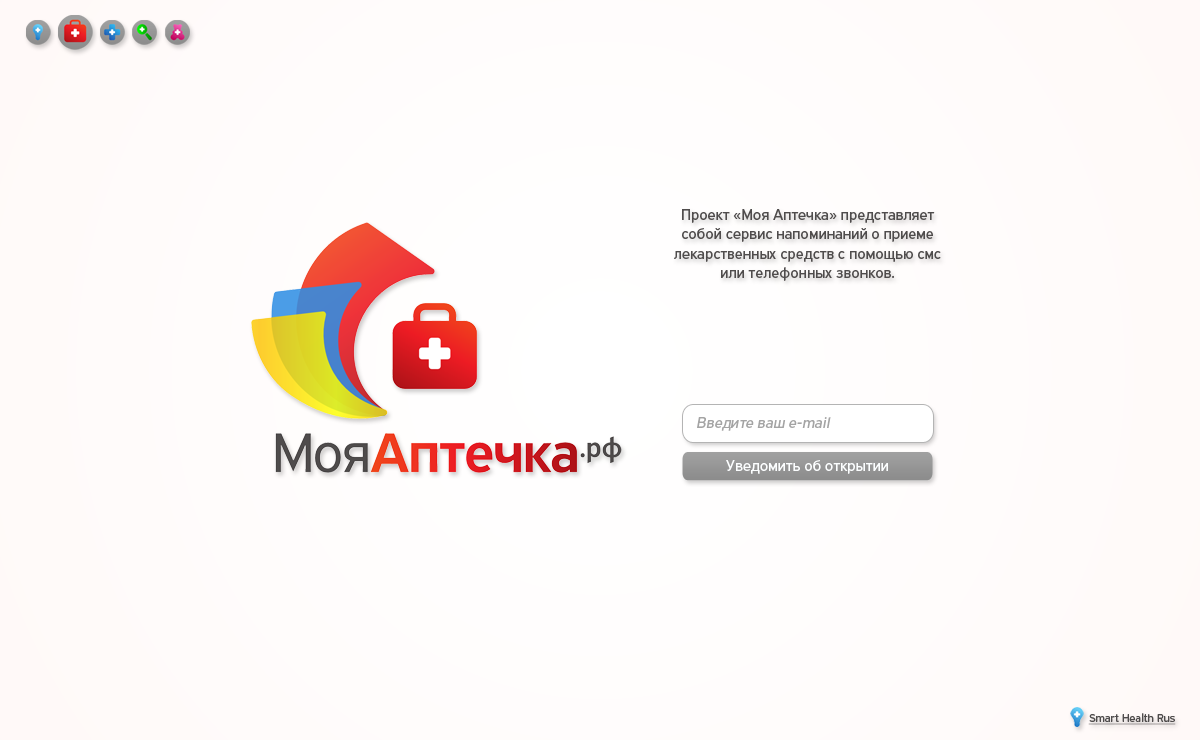 Проект «Моя Аптечка» представляет
собой сервис напоминаний о приеме
лекарственных средств с помощью смс
или телефонных звонков.
МояАптечка.рф
Введите ваш e-mail
Уведомить об открытии
Smart Health Rus